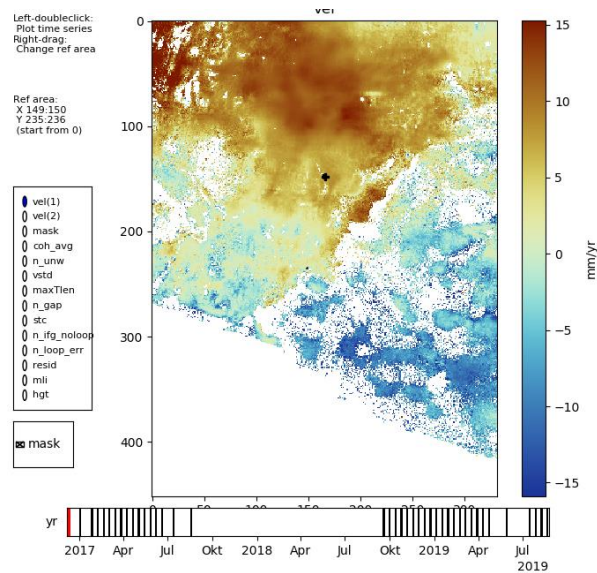 Left-doubleclick:
Plot time series
Right-drag:
Change ref area
Ref area:
X 149:150
Y 235:236
(start from 0)
vel(1)
vel(2)
mask
coh_avg
n_unw
vstd
maxTlen
n_gap
stc
n_ifg_noloop
n_loop_err
resid
mli
hgt
mask
vel
0
100
200
300
400
0 50 100 150 200 250 300
15
10
5
0
−5
−10
−15
mm/yr
yr
2017 Apr Jul Okt 2018 Apr Jul Okt 2019 Apr Jul
2019